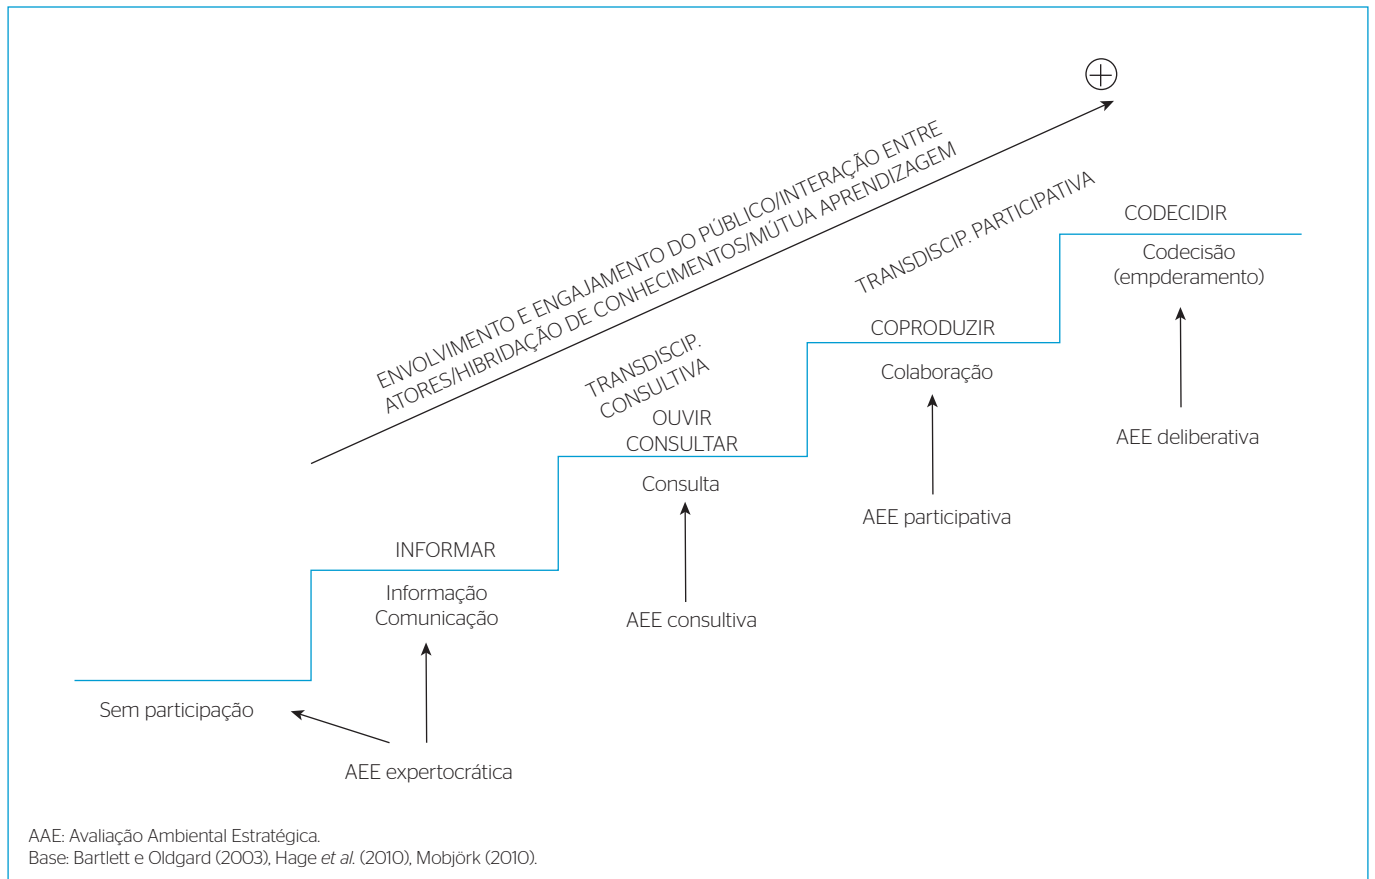 ENVOLVIMENTO E ENGAJAMENTO DO PÚBLICO/INTERAÇÃO ENTRE
ATORES/HIBRIDAÇÃO DE CONHECIMENTOS/MÚTUA APRENDIZAGEM
TRANSDISCIP. PARTICIPATIVA
CODECIDIR
Codecisão
(empderamento)
AEE deliberativa
COPRODUZIR
Colaboração
AEE participativa
TRANSDISCIP.
CONSULTIVA
OUVIR
CONSULTAR
Consulta
AEE consultiva
INFORMAR
Informação
Comunicação
Sem participação
AEE expertocrática
AAE: Avaliação Ambiental Estratégica.
Base: Bartlett e Oldgard (2003), Hage et al. (2010), Mobjörk (2010).